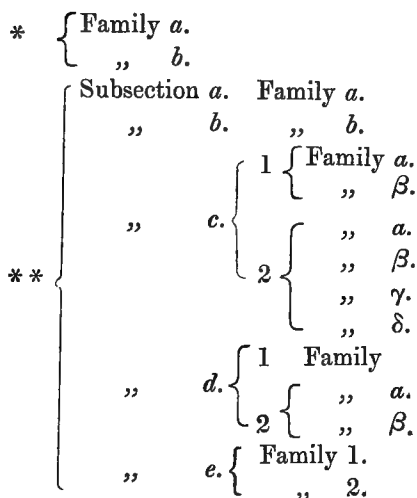 * Family a.
„ b.
Subsection a. Family a.
„ b. „ b.
1 Family a.
„ β.
„ c.
„ a.
„ β.
2
** „ γ.
„ δ.
1 Family
„ d.
2 „ a.
„ β.
„ e. Family 1.
„ 2.